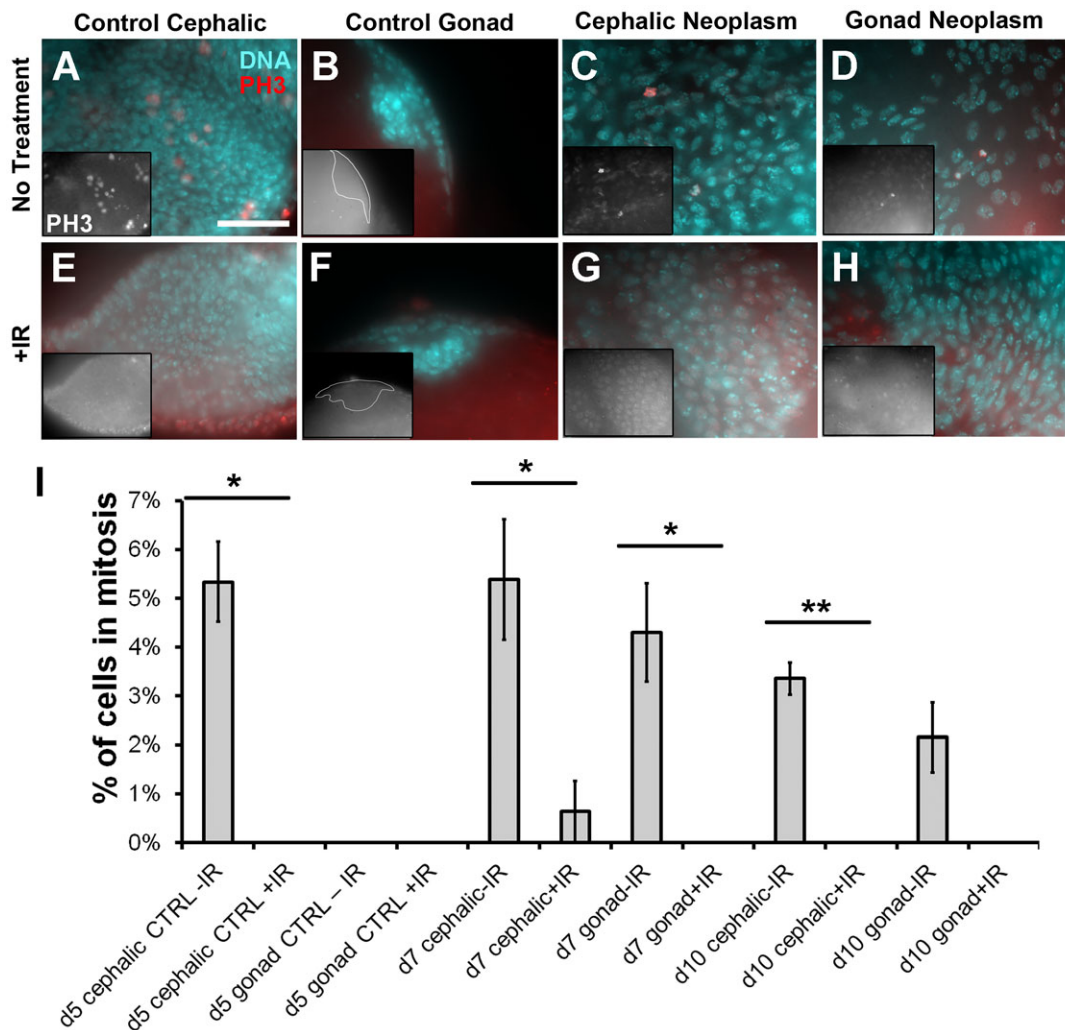 Control Cephalic Control Gonad Cephalic Neoplasm Gonad Neoplasm
No Treatment
A DNA
PH3
PH3
B
C
D
+IR
E
F
G
H
I
* * * **
% of cells in mitosis
7%
6%
5%
4%
3%
2%
1%
0%
d5 cephalic CTRL -IR
d5 cephalic CTRL +IR
d5 gonad CTRL – IR
d5 gonad CTRL +IR
d7 cephalic-IR
d7 cephalic+IR
d7 gonad-IR
d7 gonad+IR
d10 cephalic-IR
d10 cephalic+IR
d10 gonad-IR
d10 gonad+IR